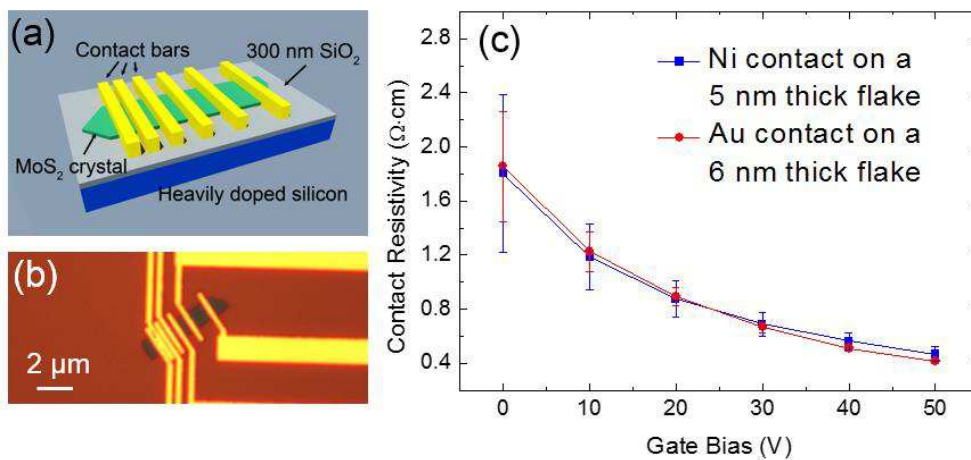 (a)
Contact bars
300 nm SiO₂
MoS₂ crystal
Heavily doped silicon
(b)
2 µm
(c)
Contact Resistivity (Ω·cm)
2.8
2.4
2.0
1.6
1.2
0.8
0.4
Ni contact on a
5 nm thick flake
Au contact on a
6 nm thick flake
0 10 20 30 40 50
Gate Bias (V)